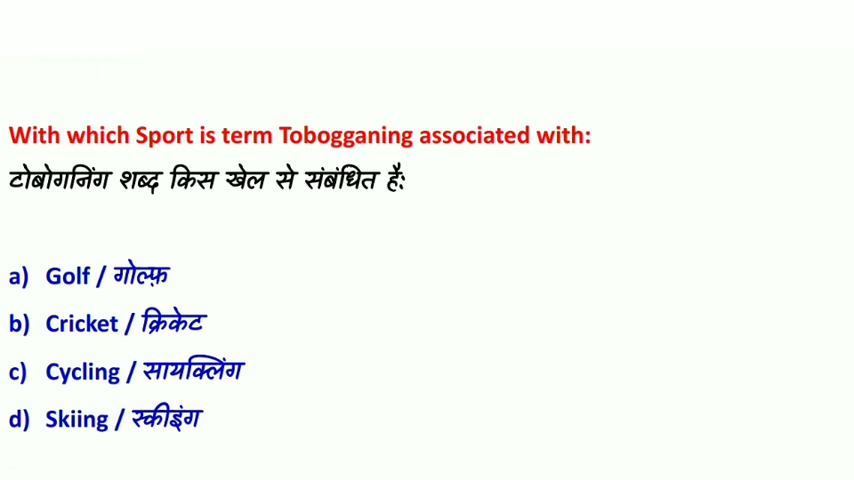 With which Sport is term Tobogganing associated with:
टोबोगनिंग शब्द किस खेल से संबंधित है:
a) Golf / गोल्फ़
b) Cricket / क्रिकेट
c) Cycling / सायक्लिंग
d) Skiing / स्कीइंग